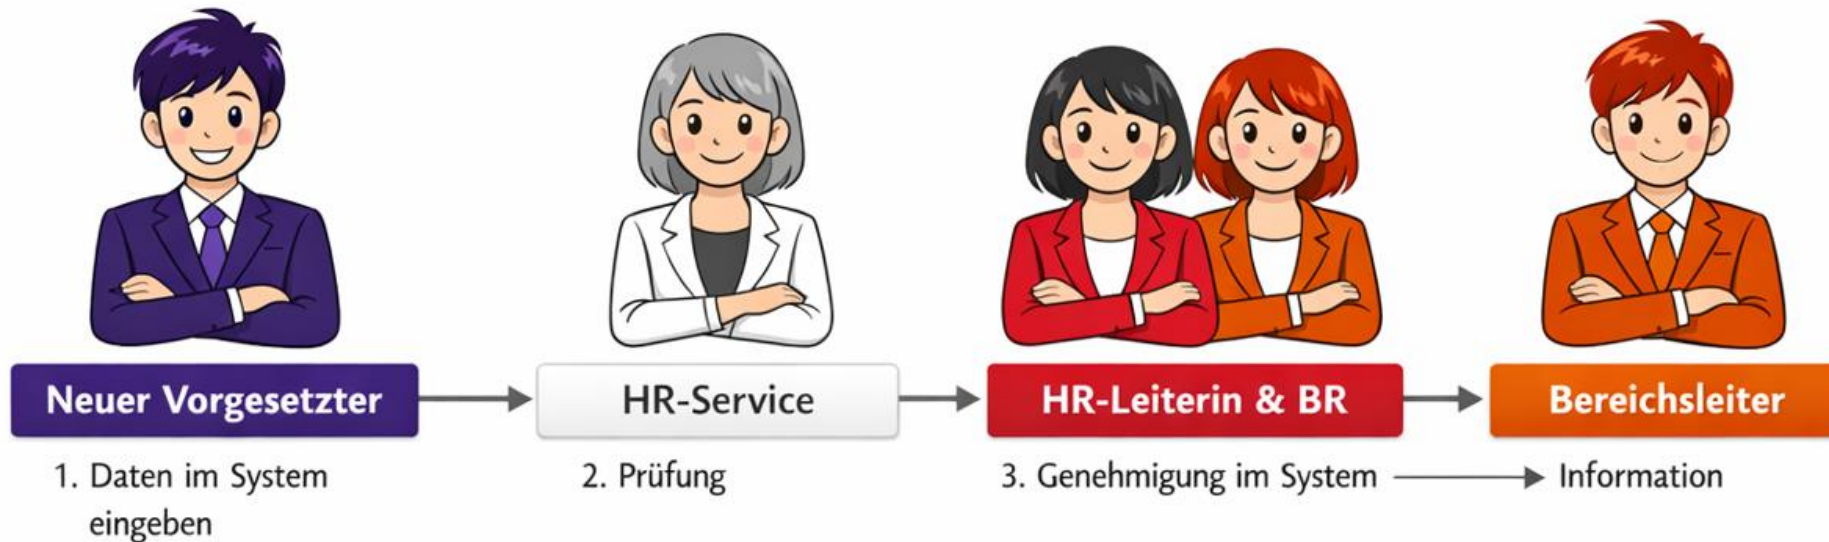 Neuer Vorgesetzter
HR-Service
HR-Leiterin & BR
Bereichsleiter
1. Daten im System
eingeben
2. Prüfung
3. Genehmigung im System
Information